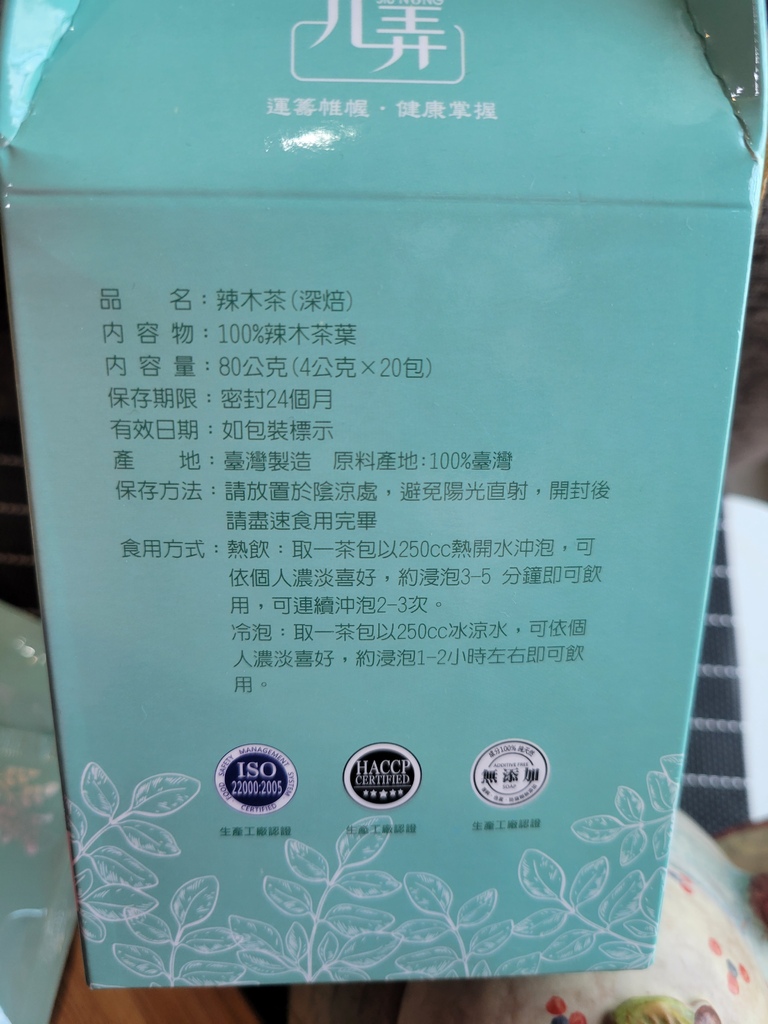 九弄
運籌帷幄·健康掌握
品 名：辣木茶(深焙)
內容物：100%辣木茶葉
內容量：80公克(4公克×20包)
保存期限：密封24個月
有效日期：如包裝標示
產 地：臺灣製造 原料產地:100%臺灣
保存方法：請放置於陰涼處，避免陽光直射，開封後
請盡速食用完畢
食用方式：熱飲：取一茶包以250cc熱開水沖泡，可
依個人濃淡喜好，約浸泡3-5 分鐘即可飲
用，可連續沖泡2-3次。
冷泡：取一茶包以250cc冰涼水，可依個
人濃淡喜好，約浸泡1-2小時左右即可飲
用。
FOOD SAFETY MANAGEMENT SYSTEM
ISO
22000:2005
CERTIFIED
HACCP
CERTIFIED
無添加
SOAP
生產工廠認證
生產工廠認證
生產工廠認證